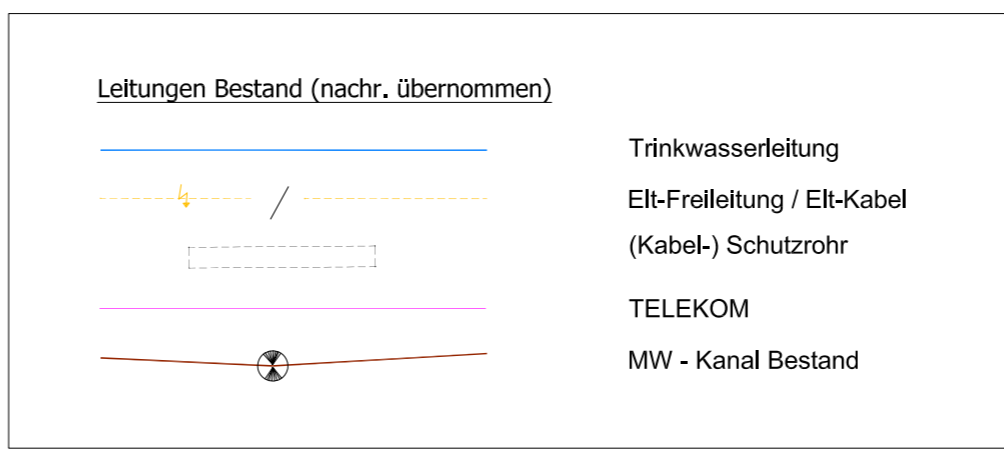 Leitungen Bestand (nachr. übernommen)
Trinkwasserleitung
Elt-Freileitung / Elt-Kabel
(Kabel-) Schutzrohr
TELEKOM
MW - Kanal Bestand